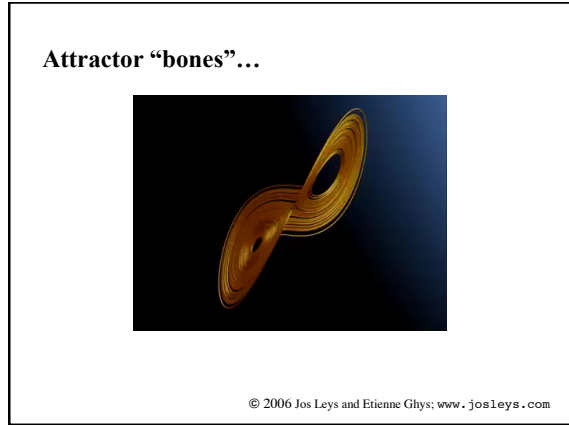 Attractor “bones”…
© 2006 Jos Leys and Etienne Ghys; www.josleys.com